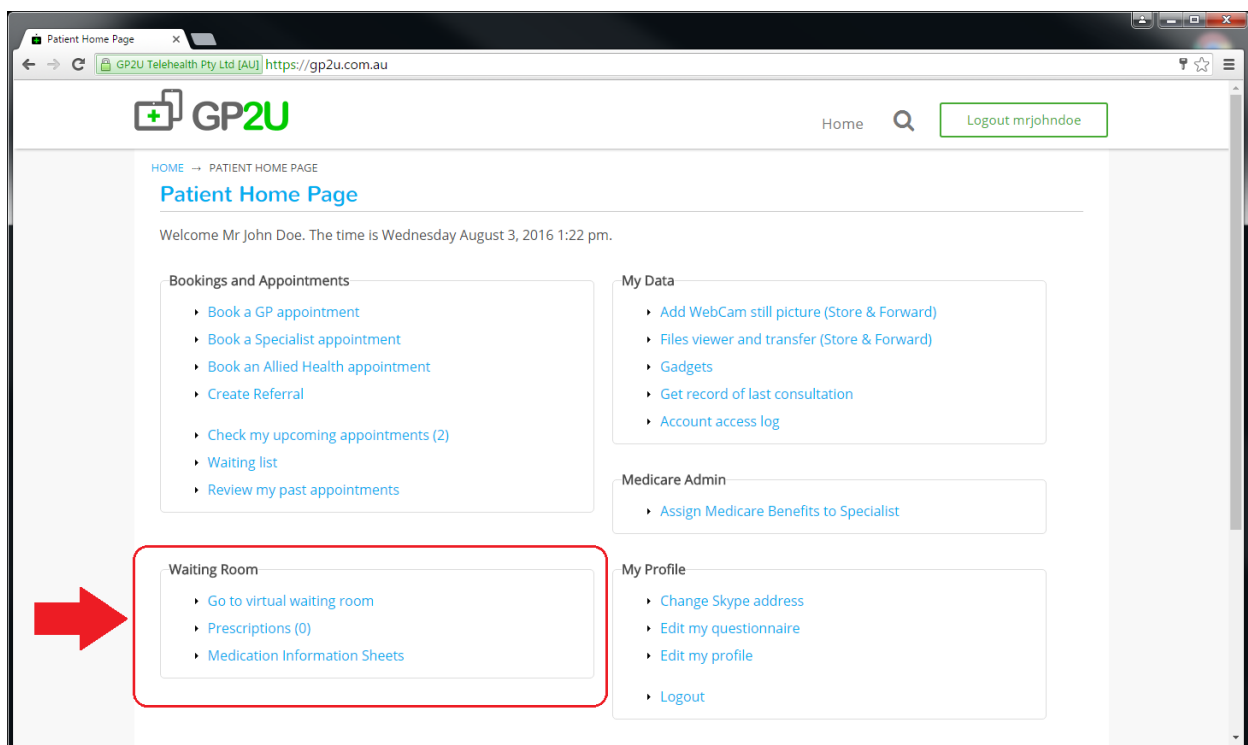 Patient Home Page
GP2U Telehealth Pty Ltd [AU] https://gp2u.com.au
GP2U
Home
Logout mrjohndoe
HOME → PATIENT HOME PAGE
Patient Home Page
Welcome Mr John Doe. The time is Wednesday August 3, 2016 1:22 pm.
Bookings and Appointments
Book a GP appointment
Book a Specialist appointment
Book an Allied Health appointment
Create Referral
Check my upcoming appointments (2)
Waiting list
Review my past appointments
My Data
Add WebCam still picture (Store & Forward)
Files viewer and transfer (Store & Forward)
Gadgets
Get record of last consultation
Account access log
Medicare Admin
Assign Medicare Benefits to Specialist
Waiting Room
Go to virtual waiting room
Prescriptions (0)
Medication Information Sheets
My Profile
Change Skype address
Edit my questionnaire
Edit my profile
Logout